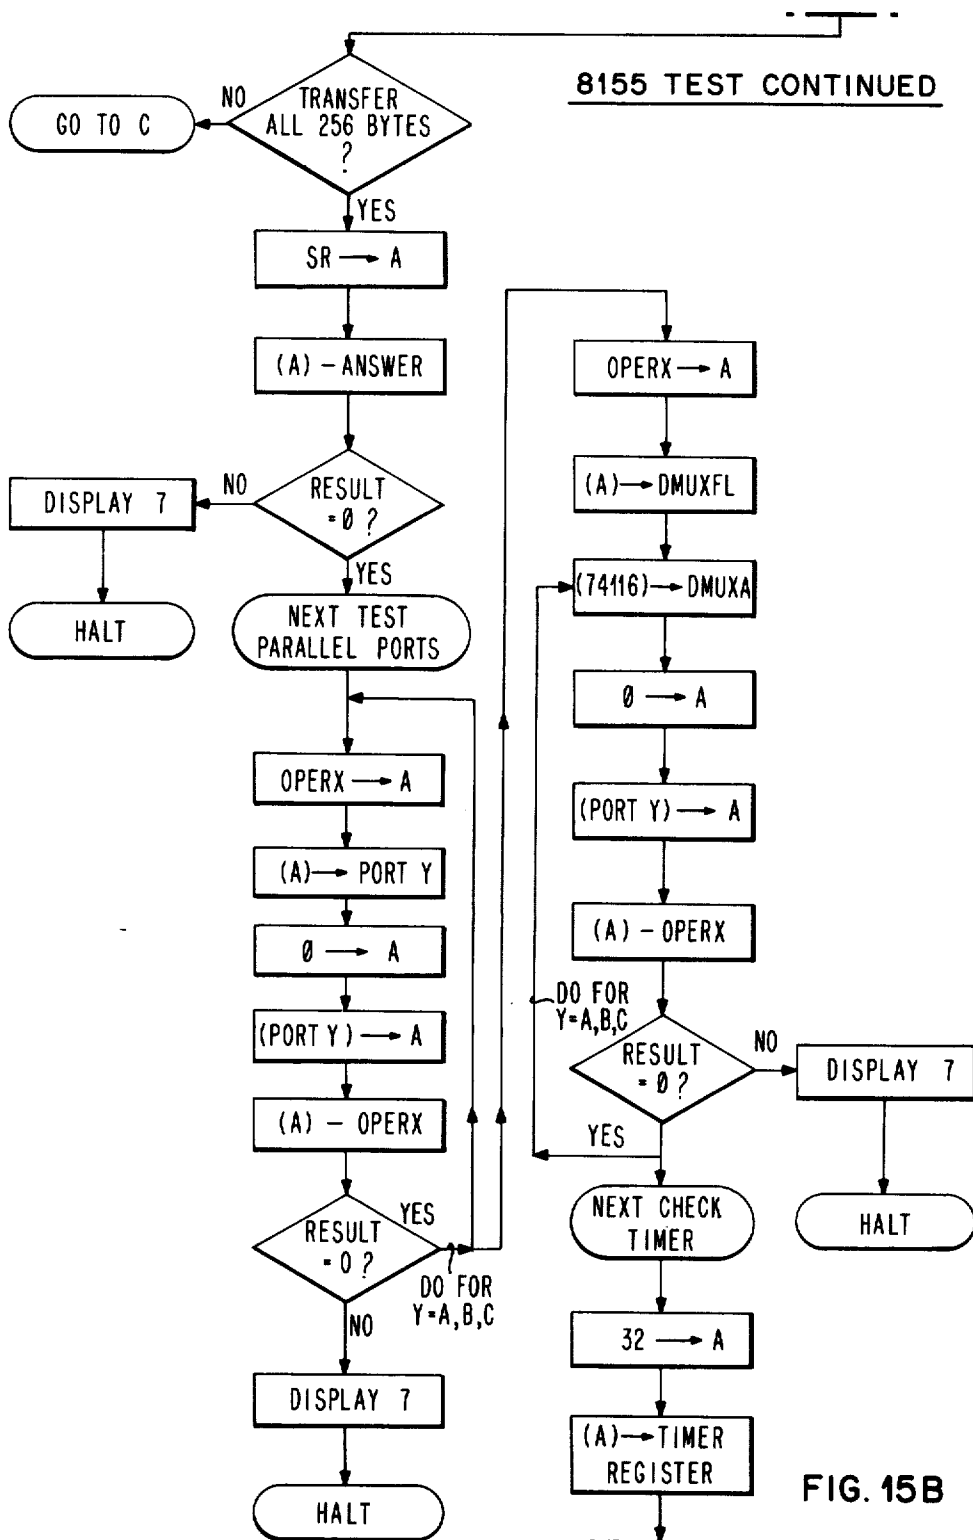 8155 TEST CONTINUED
TRANSFER
ALL 256 BYTES
?
NO
GO TO C
YES
SR → A
(A) - ANSWER
RESULT
= 0 ?
NO
DISPLAY 7
HALT
YES
NEXT TEST
PARALLEL PORTS
OPERX → A
(A) → PORT Y
0 → A
(PORT Y) → A
(A) - OPERX
RESULT
= 0 ?
YES
DO FOR
Y=A,B,C
NO
DISPLAY 7
HALT
OPERX → A
(A) → DMUXFL
(74116) → DMUXA
0 → A
(PORT Y) → A
(A) - OPERX
DO FOR
Y=A,B,C
RESULT
= 0 ?
NO
DISPLAY 7
HALT
YES
NEXT CHECK
TIMER
32 → A
(A) → TIMER
REGISTER
FIG. 15B